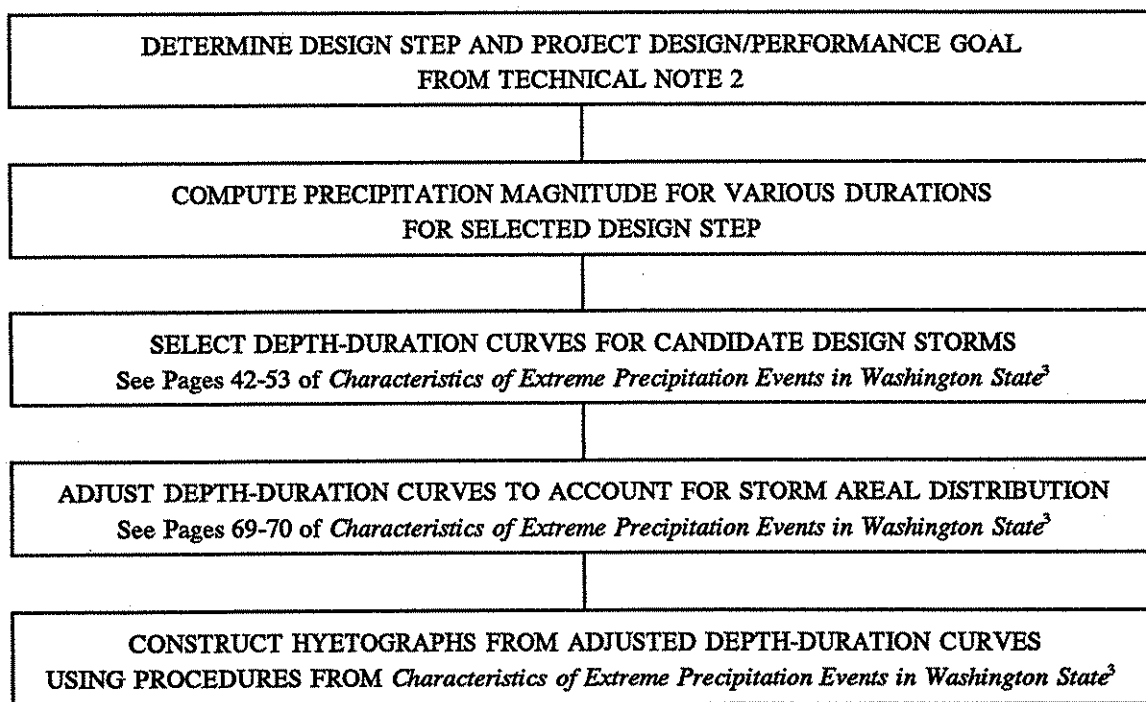 DETERMINE DESIGN STEP AND PROJECT DESIGN/PERFORMANCE GOAL
FROM TECHNICAL NOTE 2
COMPUTE PRECIPITATION MAGNITUDE FOR VARIOUS DURATIONS
FOR SELECTED DESIGN STEP
SELECT DEPTH-DURATION CURVES FOR CANDIDATE DESIGN STORMS
See Pages 42-53 of Characteristics of Extreme Precipitation Events in Washington State³
ADJUST DEPTH-DURATION CURVES TO ACCOUNT FOR STORM AREAL DISTRIBUTION
See Pages 69-70 of Characteristics of Extreme Precipitation Events in Washington State³
CONSTRUCT HYETOGRAPHS FROM ADJUSTED DEPTH-DURATION CURVES
USING PROCEDURES FROM Characteristics of Extreme Precipitation Events in Washington State³